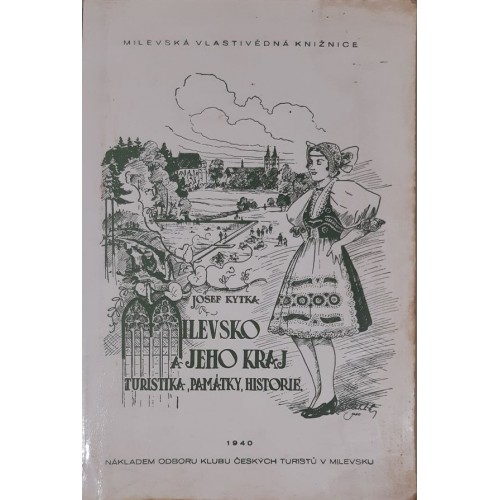 MILEVSKÁ VLASTIVĚDNÁ KNIŽNICE
JOSEF KYTKA
MILEVSKO
A JEHO KRAJ
TURISTIKA, PAMÁTKY, HISTORIE.
1940
NÁKLADEM ODBORU KLUBU ČESKÝCH TURISTŮ V MILEVSKU